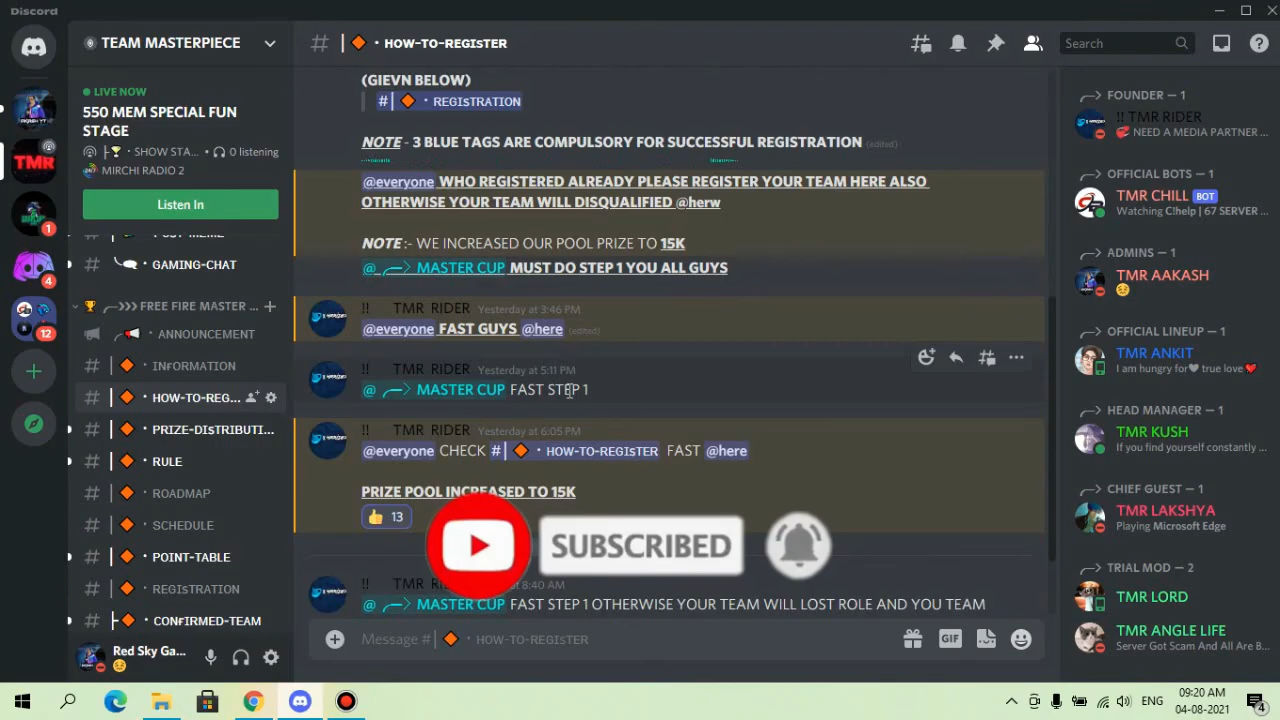 Discord
TEAM MASTERPIECE
LIVE NOW
550 MEM SPECIAL FUN
STAGE
SHOW STA... • 0 listening
MIRCHI RADIO 2
Listen In
GAMING-CHAT
FREE FIRE MASTER ...
ANNOUNCEMENT
INFORMATION
HOW-TO-REG...
PRIZE-DISTRIBUTI...
RULE
ROADMAP
SCHEDULE
POINT-TABLE
REGISTRATION
CONFIRMED-TEAM
Red Sky Ga...
# HOW-TO-REGISTER
Search
(GIEVN BELOW)
# REGISTRATION
NOTE - 3 BLUE TAGS ARE COMPULSORY FOR SUCCESSFUL REGISTRATION (edited)
@everyone WHO REGISTERED ALREADY PLEASE REGISTER YOUR TEAM HERE ALSO
OTHERWISE YOUR TEAM WILL DISQUALIFIED @herw
NOTE :- WE INCREASED OUR POOL PRIZE TO 15K
@ MASTER CUP MUST DO STEP 1 YOU ALL GUYS
!! TMR RIDER Yesterday at 3:46 PM
@everyone FAST GUYS @here (edited)
!! TMR RIDER Yesterday at 5:11 PM
@ MASTER CUP FAST STEP 1
!! TMR RIDER Yesterday at 6:05 PM
@everyone CHECK # HOW-TO-REGISTER FAST @here
PRIZE POOL INCREASED TO 15K
13
SUBSCRIBED
!! TMR RIDER at 8:40 AM
@ MASTER CUP FAST STEP 1 OTHERWISE YOUR TEAM WILL LOST ROLE AND YOU TEAM
Message # HOW-TO-REGISTER
GIF
FOUNDER — 1
!! TMR RIDER
NEED A MEDIA PARTNER ...
OFFICIAL BOTS — 1
TMR CHILL BOT
Watching C!help | 67 SERVER ...
ADMINS — 1
TMR AAKASH
OFFICIAL LINEUP — 1
TMR ANKIT
I am hungry for true love
HEAD MANAGER — 1
TMR KUSH
If you find yourself constantly ...
CHIEF GUEST — 1
TMR LAKSHYA
Playing Microsoft Edge
TRIAL MOD — 2
TMR LORD
TMR ANGLE LIFE
Server Got Scam And All Are B...
TMR
1
4
12
ENG
09:20 AM
04-08-2021
4